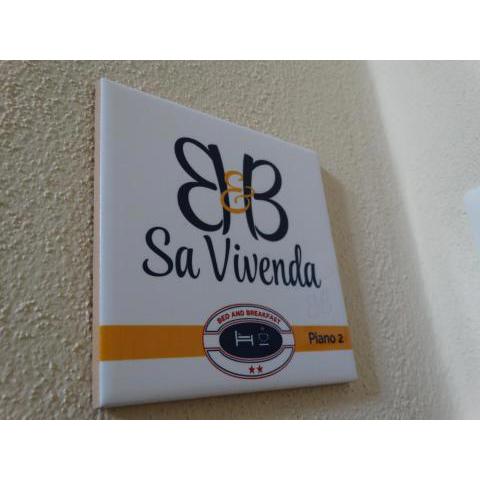 B&B
Sa Vivenda
BED AND BREAKFAST
Piano 2